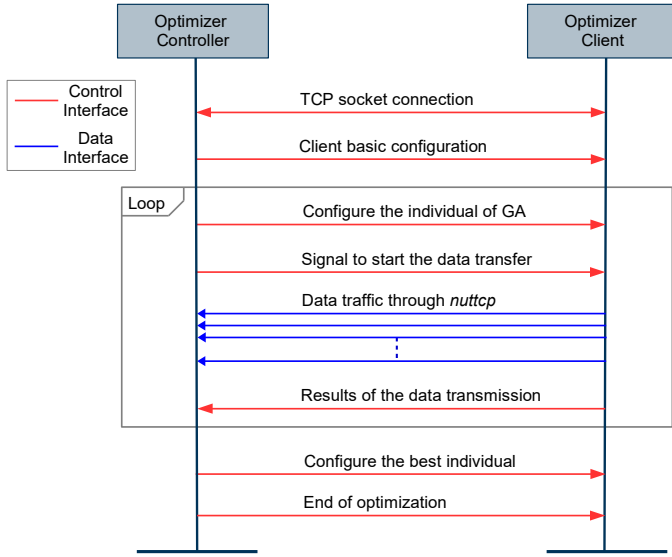 Optimizer
Controller
Optimizer
Client
Control
Interface
Data
Interface
TCP socket connection
Client basic configuration
Loop
Configure the individual of GA
Signal to start the data transfer
Data traffic through nuttcp
Results of the data transmission
Configure the best individual
End of optimization